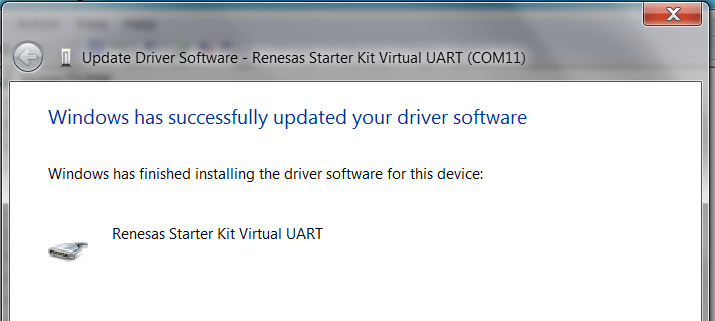 Update Driver Software - Renesas Starter Kit Virtual UART (COM11)
Windows has successfully updated your driver software
Windows has finished installing the driver software for this device:
Renesas Starter Kit Virtual UART